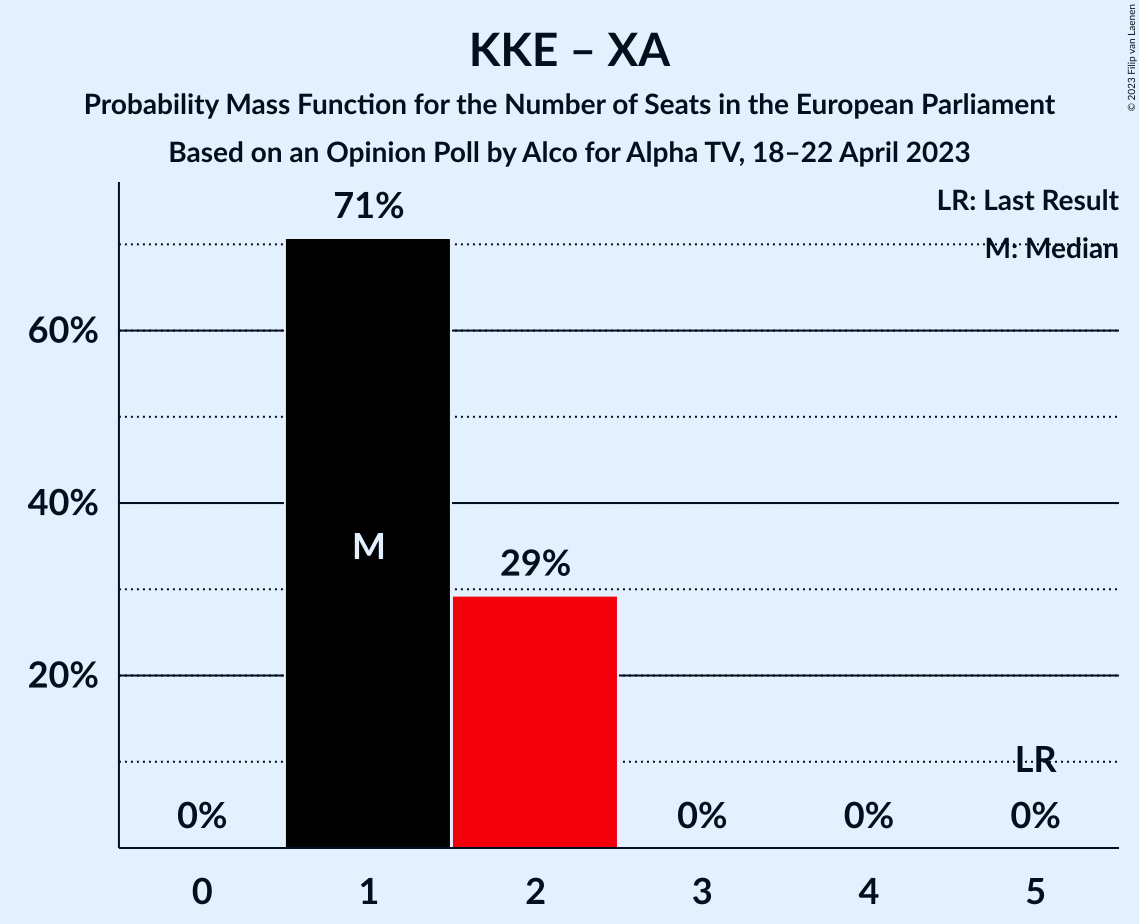 KKE – XA
Probability Mass Function for the Number of Seats in the European Parliament
Based on an Opinion Poll by Alco for Alpha TV, 18–22 April 2023
© 2023 Filip van Laenen
LR: Last Result
M: Median
71%
60%
40%
M
29%
20%
LR
0%
0%
0%
0%
0
1
2
3
4
5